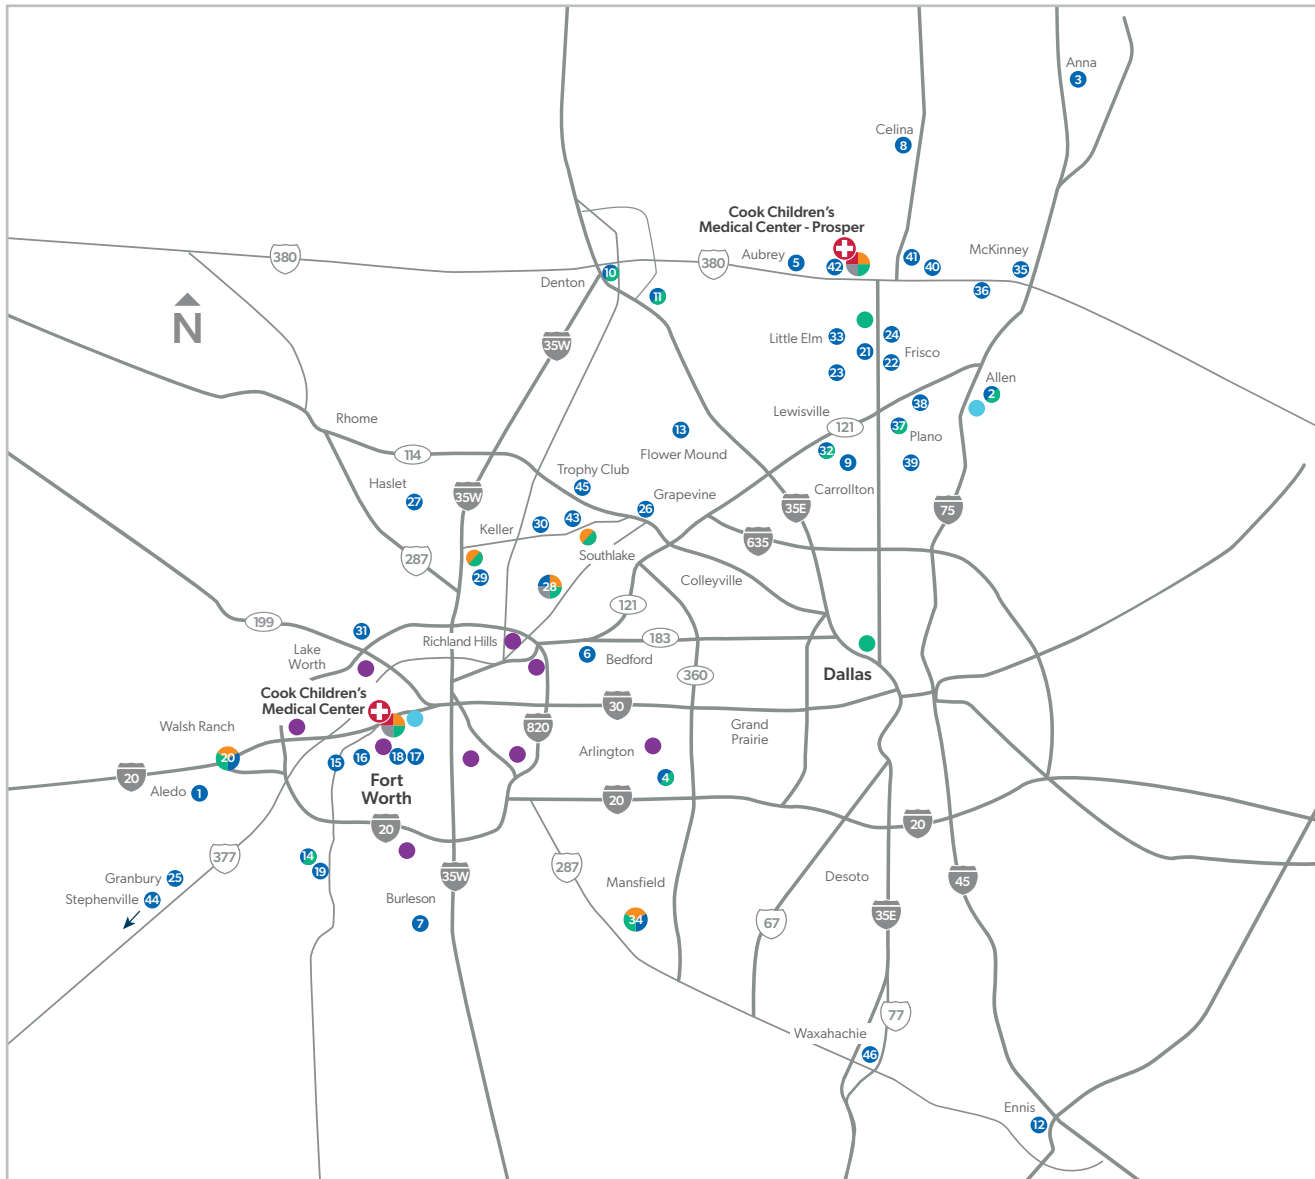 Anna
3
Celina
8
Cook Children's
Medical Center - Prosper
380
380
Aubrey
5
42
41
40
McKinney
35
36
N
Denton
10
11
35W
Little Elm
33
24
21
Frisco
22
23
Allen
2
38
Lewisville
121
37
Plano
32
9
39
Carrollton
Rhome
114
13
Flower Mound
Trophy Club
45
Haslet
27
35W
Grapevine
26
35E
75
Keller
30
43
Southlake
635
287
29
28
Colleyville
121
199
31
Richland Hills
183
6
Bedford
Lake
Worth
360
Dallas
Cook Children's
Medical Center
30
Walsh Ranch
820
Grand
Prairie
Arlington
20
15
16
18
17
4
20
Aledo
1
Fort
Worth
20
20
20
377
14
19
287
Granbury
25
35W
Mansfield
Desoto
45
Stephenville
44
Burleson
7
34
67
35E
77
Waxahachie
46
Ennis
12